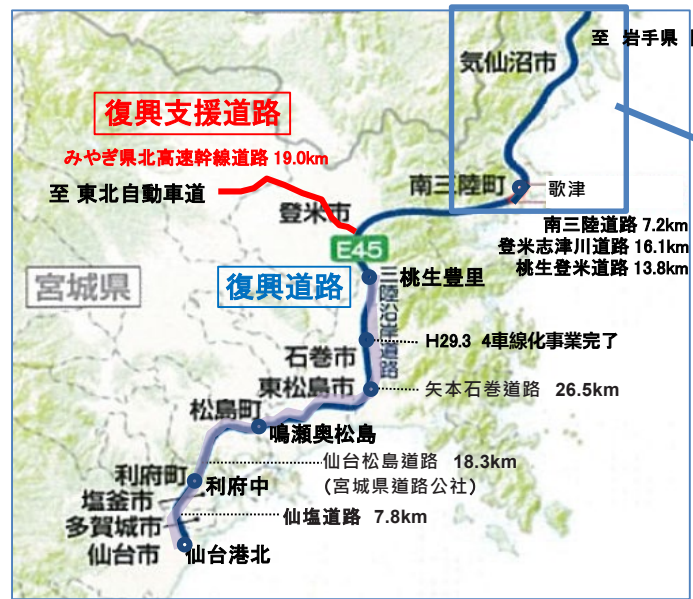 至 岩手県
気仙沼市
復興支援道路
みやぎ県北高速幹線道路 19.0km
至 東北自動車道
南三陸町
歌津
登米市
南三陸道路 7.2km
登米志津川道路 16.1km
桃生登米道路 13.8km
E45
宮城県
復興道路
桃生豊里
三陸沿岸道路
H29.3 4車線化事業完了
石巻市
東松島市
矢本石巻道路 26.5km
松島町
鳴瀬奥松島
仙台松島道路 18.3km
(宮城県道路公社)
利府町
利府中
塩釜市
多賀城市
仙塩道路 7.8km
仙台市
仙台港北